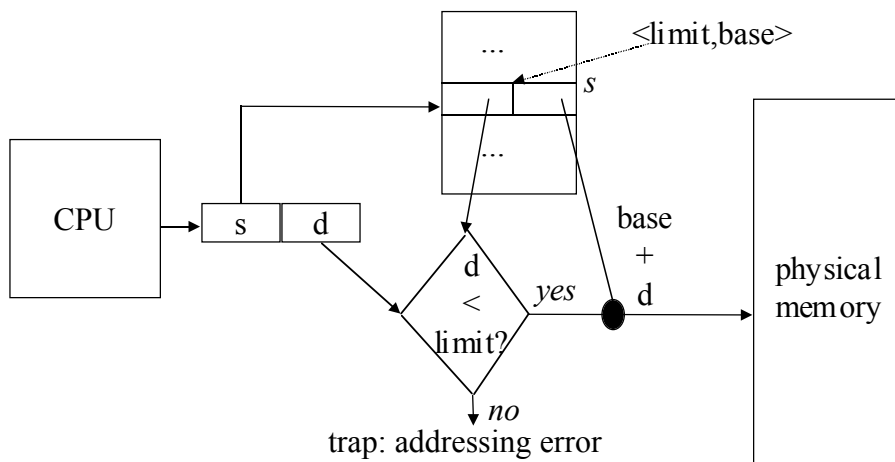 ...
<limit,base>
s
...
CPU
s d
d
<
limit?
yes
base
+
d
physical
memory
no
trap: addressing error